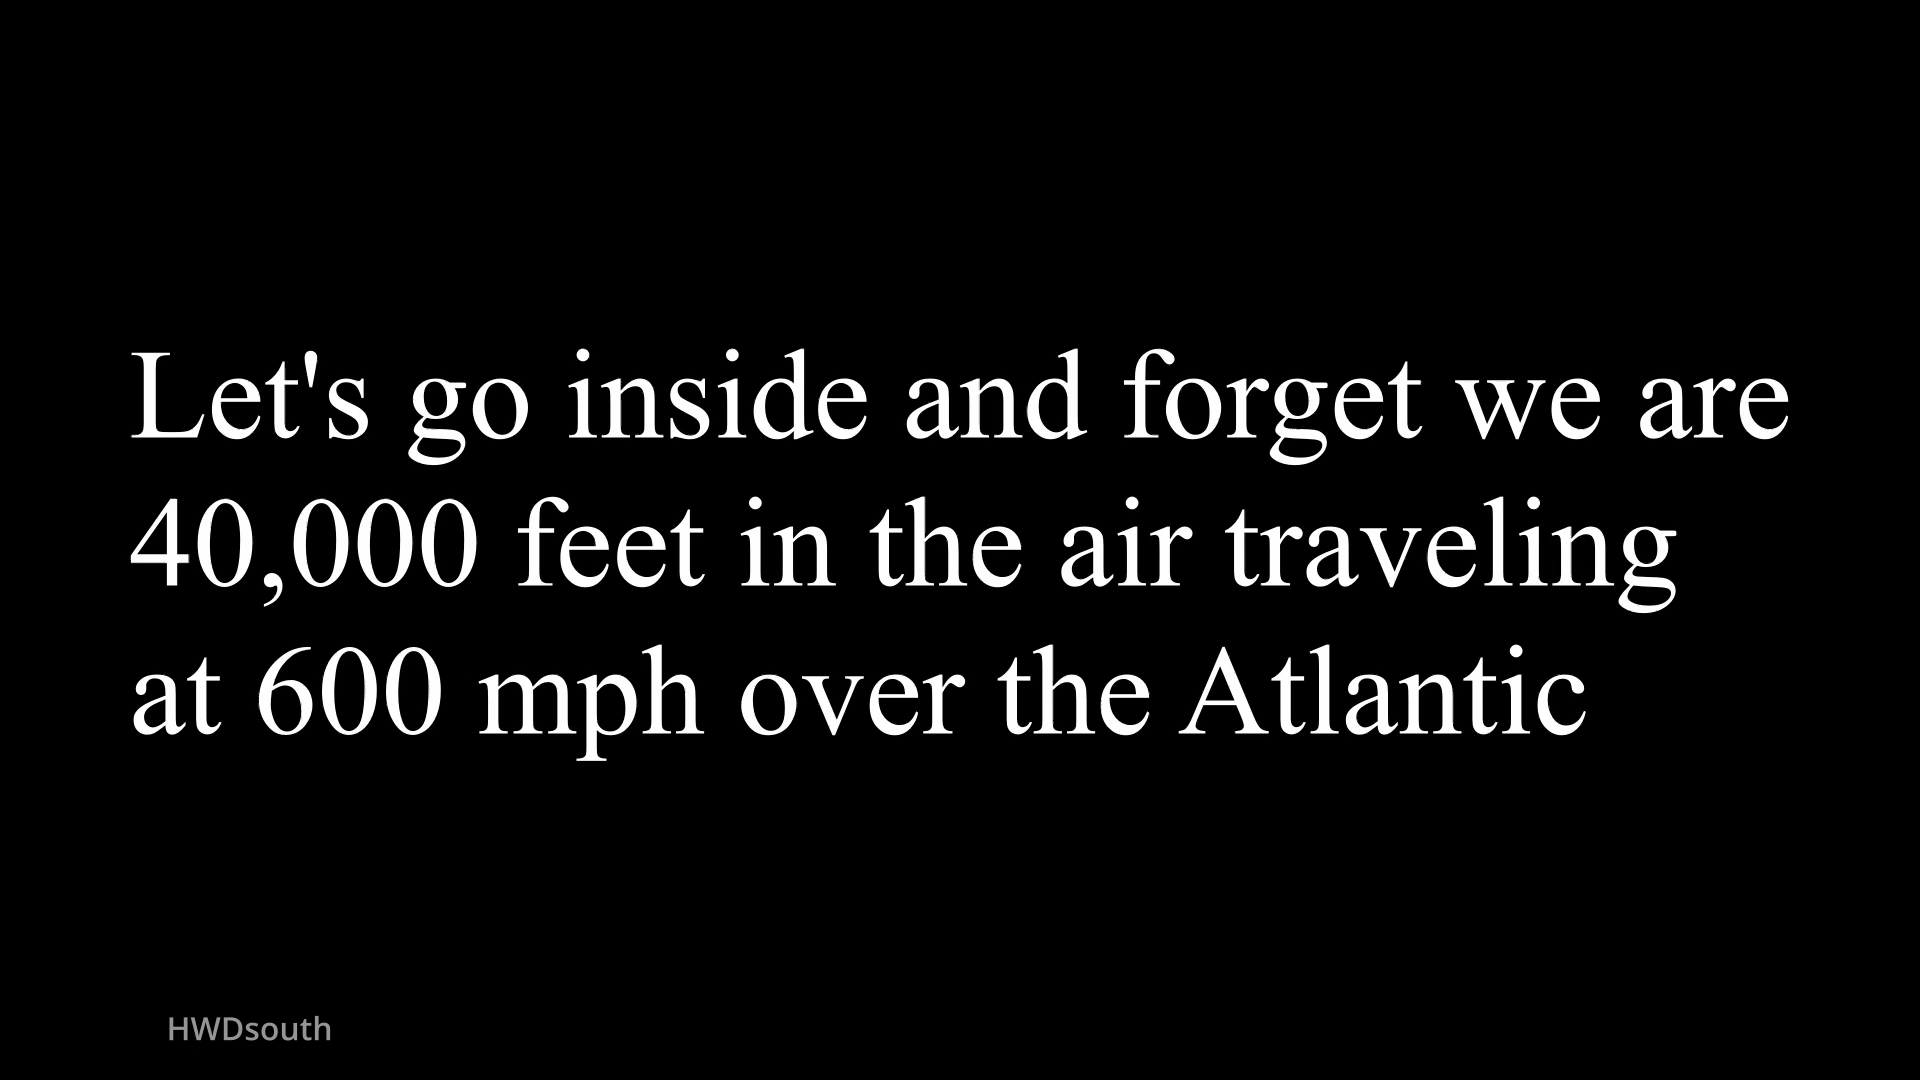 Let's go inside and forget we are
40,000 feet in the air traveling
at 600 mph over the Atlantic
HWDsouth